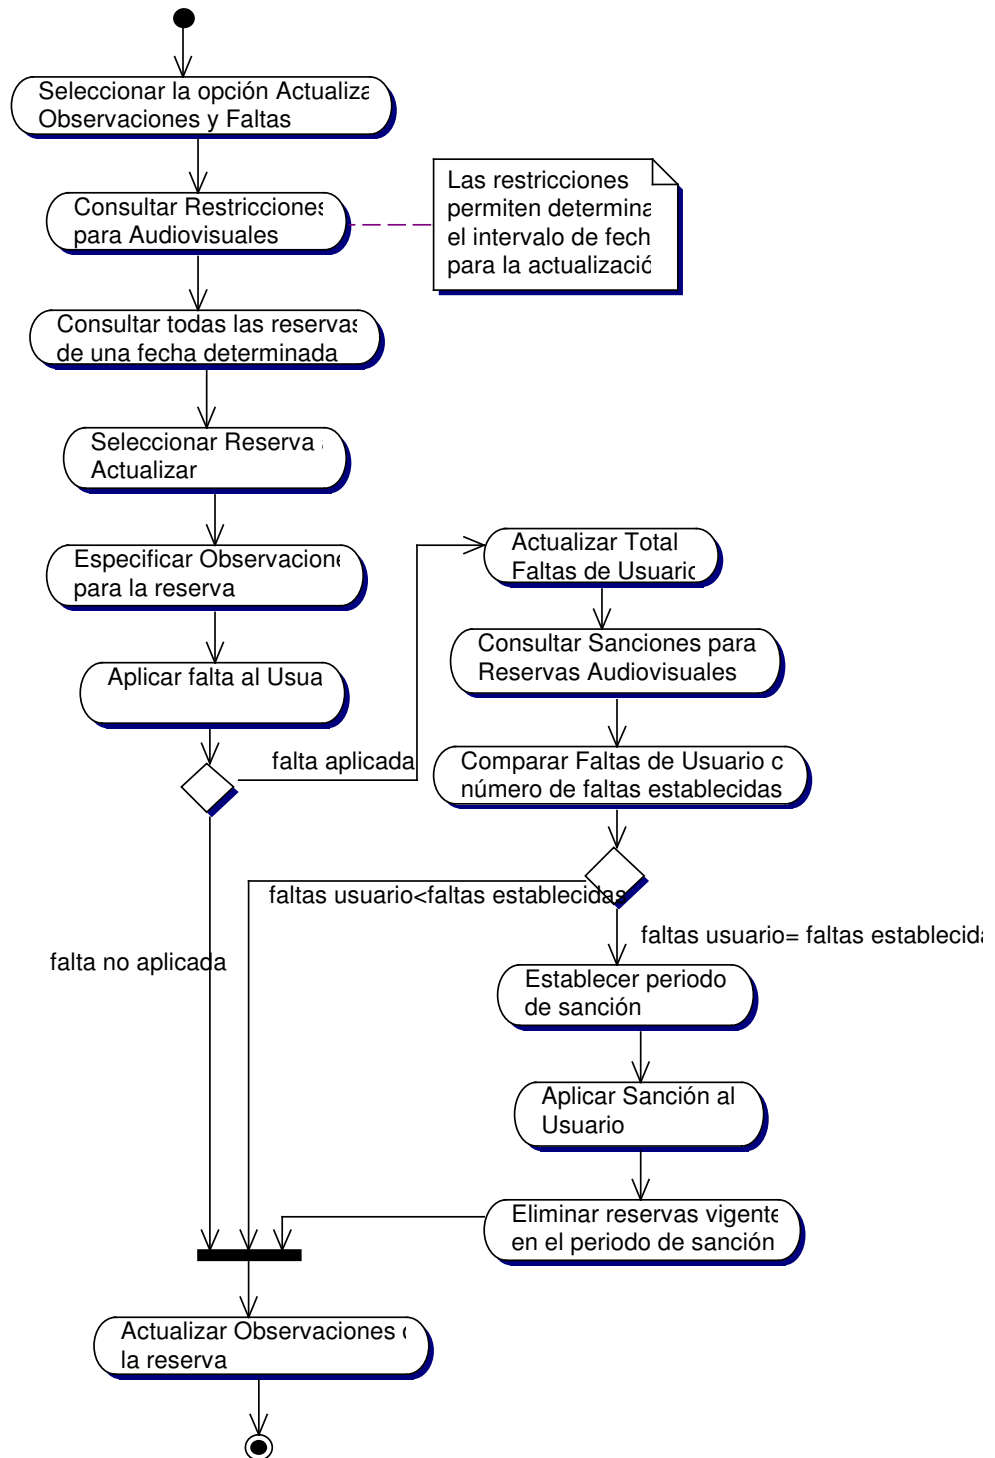 Seleccionar la opción Actualiza
Observaciones y Faltas
Consultar Restricciones
para Audiovisuales
Las restricciones
permiten determina
el intervalo de fech
para la actualizació
Consultar todas las reservas
de una fecha determinada
Seleccionar Reserva
Actualizar
Especificar Observacione
para la reserva
Aplicar falta al Usua
falta aplicada
Actualizar Total
Faltas de Usuario
Consultar Sanciones para
Reservas Audiovisuales
Comparar Faltas de Usuario c
número de faltas establecidas
faltas usuario<faltas establecidas
faltas usuario= faltas establecida
falta no aplicada
Establecer periodo
de sanción
Aplicar Sanción al
Usuario
Eliminar reservas vigente
en el periodo de sanción
Actualizar Observaciones
la reserva